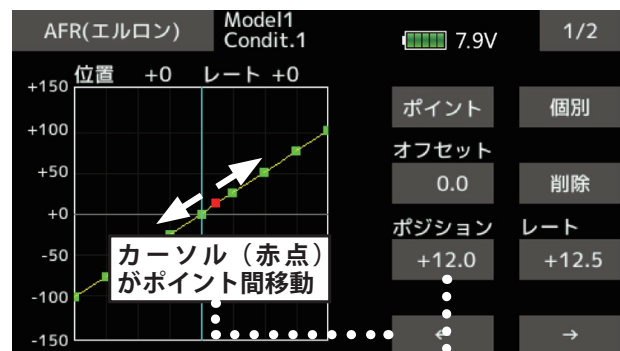 AFR(エルロン)
Model1
Condit.1
7.9V
1/2
位置 +0 レート +0
+150
+100
+50
+0
-50
-100
-150
ポイント
個別
オフセット
0.0
削除
ポジション
レート
+12.0
+12.5
カーソル(赤点)
がポイント間移動
←
→